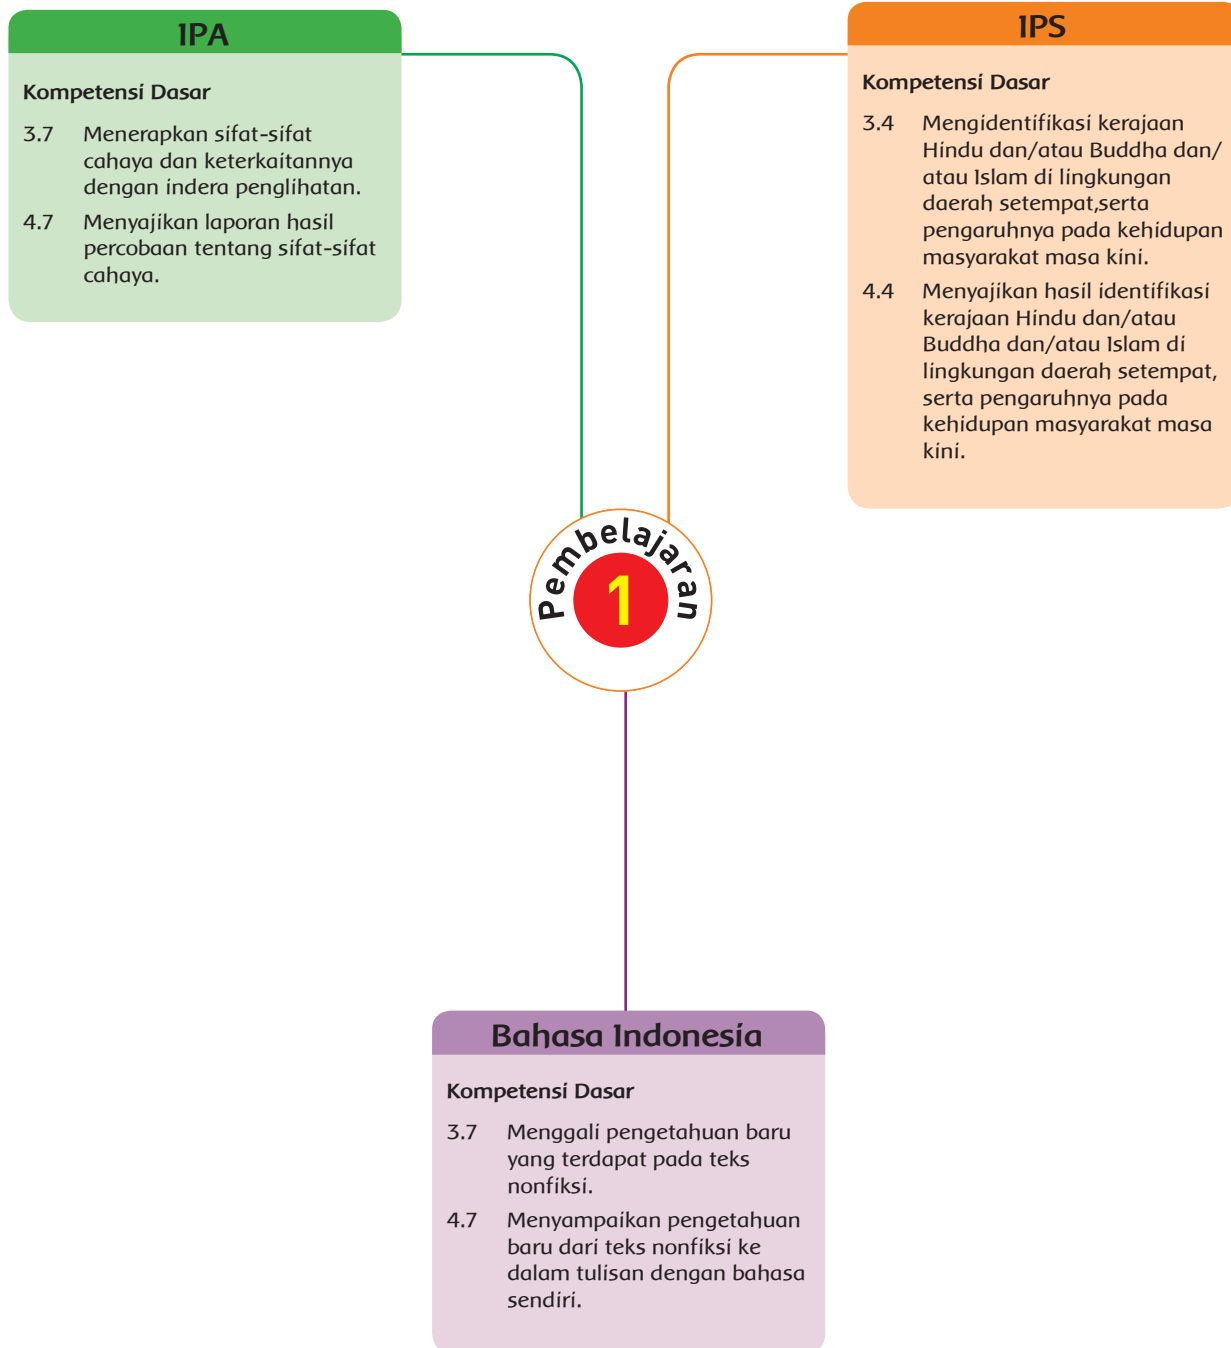 IPA
Kompetensi Dasar
3.7 Menerapkan sifat-sifat
cahaya dan keterkaitannya
dengan indera penglihatan.
4.7 Menyajikan laporan hasil
percobaan tentang sifat-sifat
cahaya.
IPS
Kompetensi Dasar
3.4 Mengidentifikasi kerajaan
Hindu dan/atau Buddha dan/
atau Islam di lingkungan
daerah setempat,serta
pengaruhnya pada kehidupan
masyarakat masa kini.
4.4 Menyajikan hasil identifikasi
kerajaan Hindu dan/atau
Buddha dan/atau Islam di
lingkungan daerah setempat,
serta pengaruhnya pada
kehidupan masyarakat masa
kini.
Pembelajaran
1
Bahasa Indonesia
Kompetensi Dasar
3.7 Menggali pengetahuan baru
yang terdapat pada teks
nonfiksi.
4.7 Menyampaikan pengetahuan
baru dari teks nonfiksi ke
dalam tulisan dengan bahasa
sendiri.